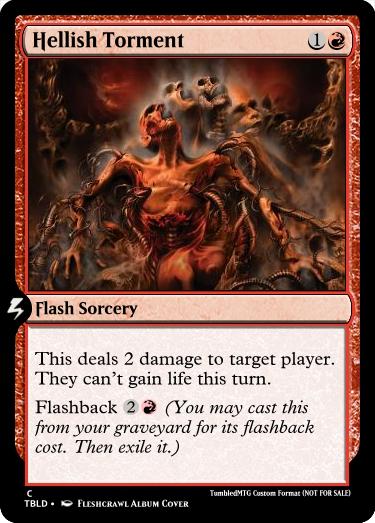 Hellish Torment 1
Flash Sorcery
This deals 2 damage to target player.
They can't gain life this turn.
Flashback 2 (You may cast this
from your graveyard for its flashback
cost. Then exile it.)
C
TBLD • Fleshcrawl Album Cover
TumbledMTG Custom Format (NOT FOR SALE)